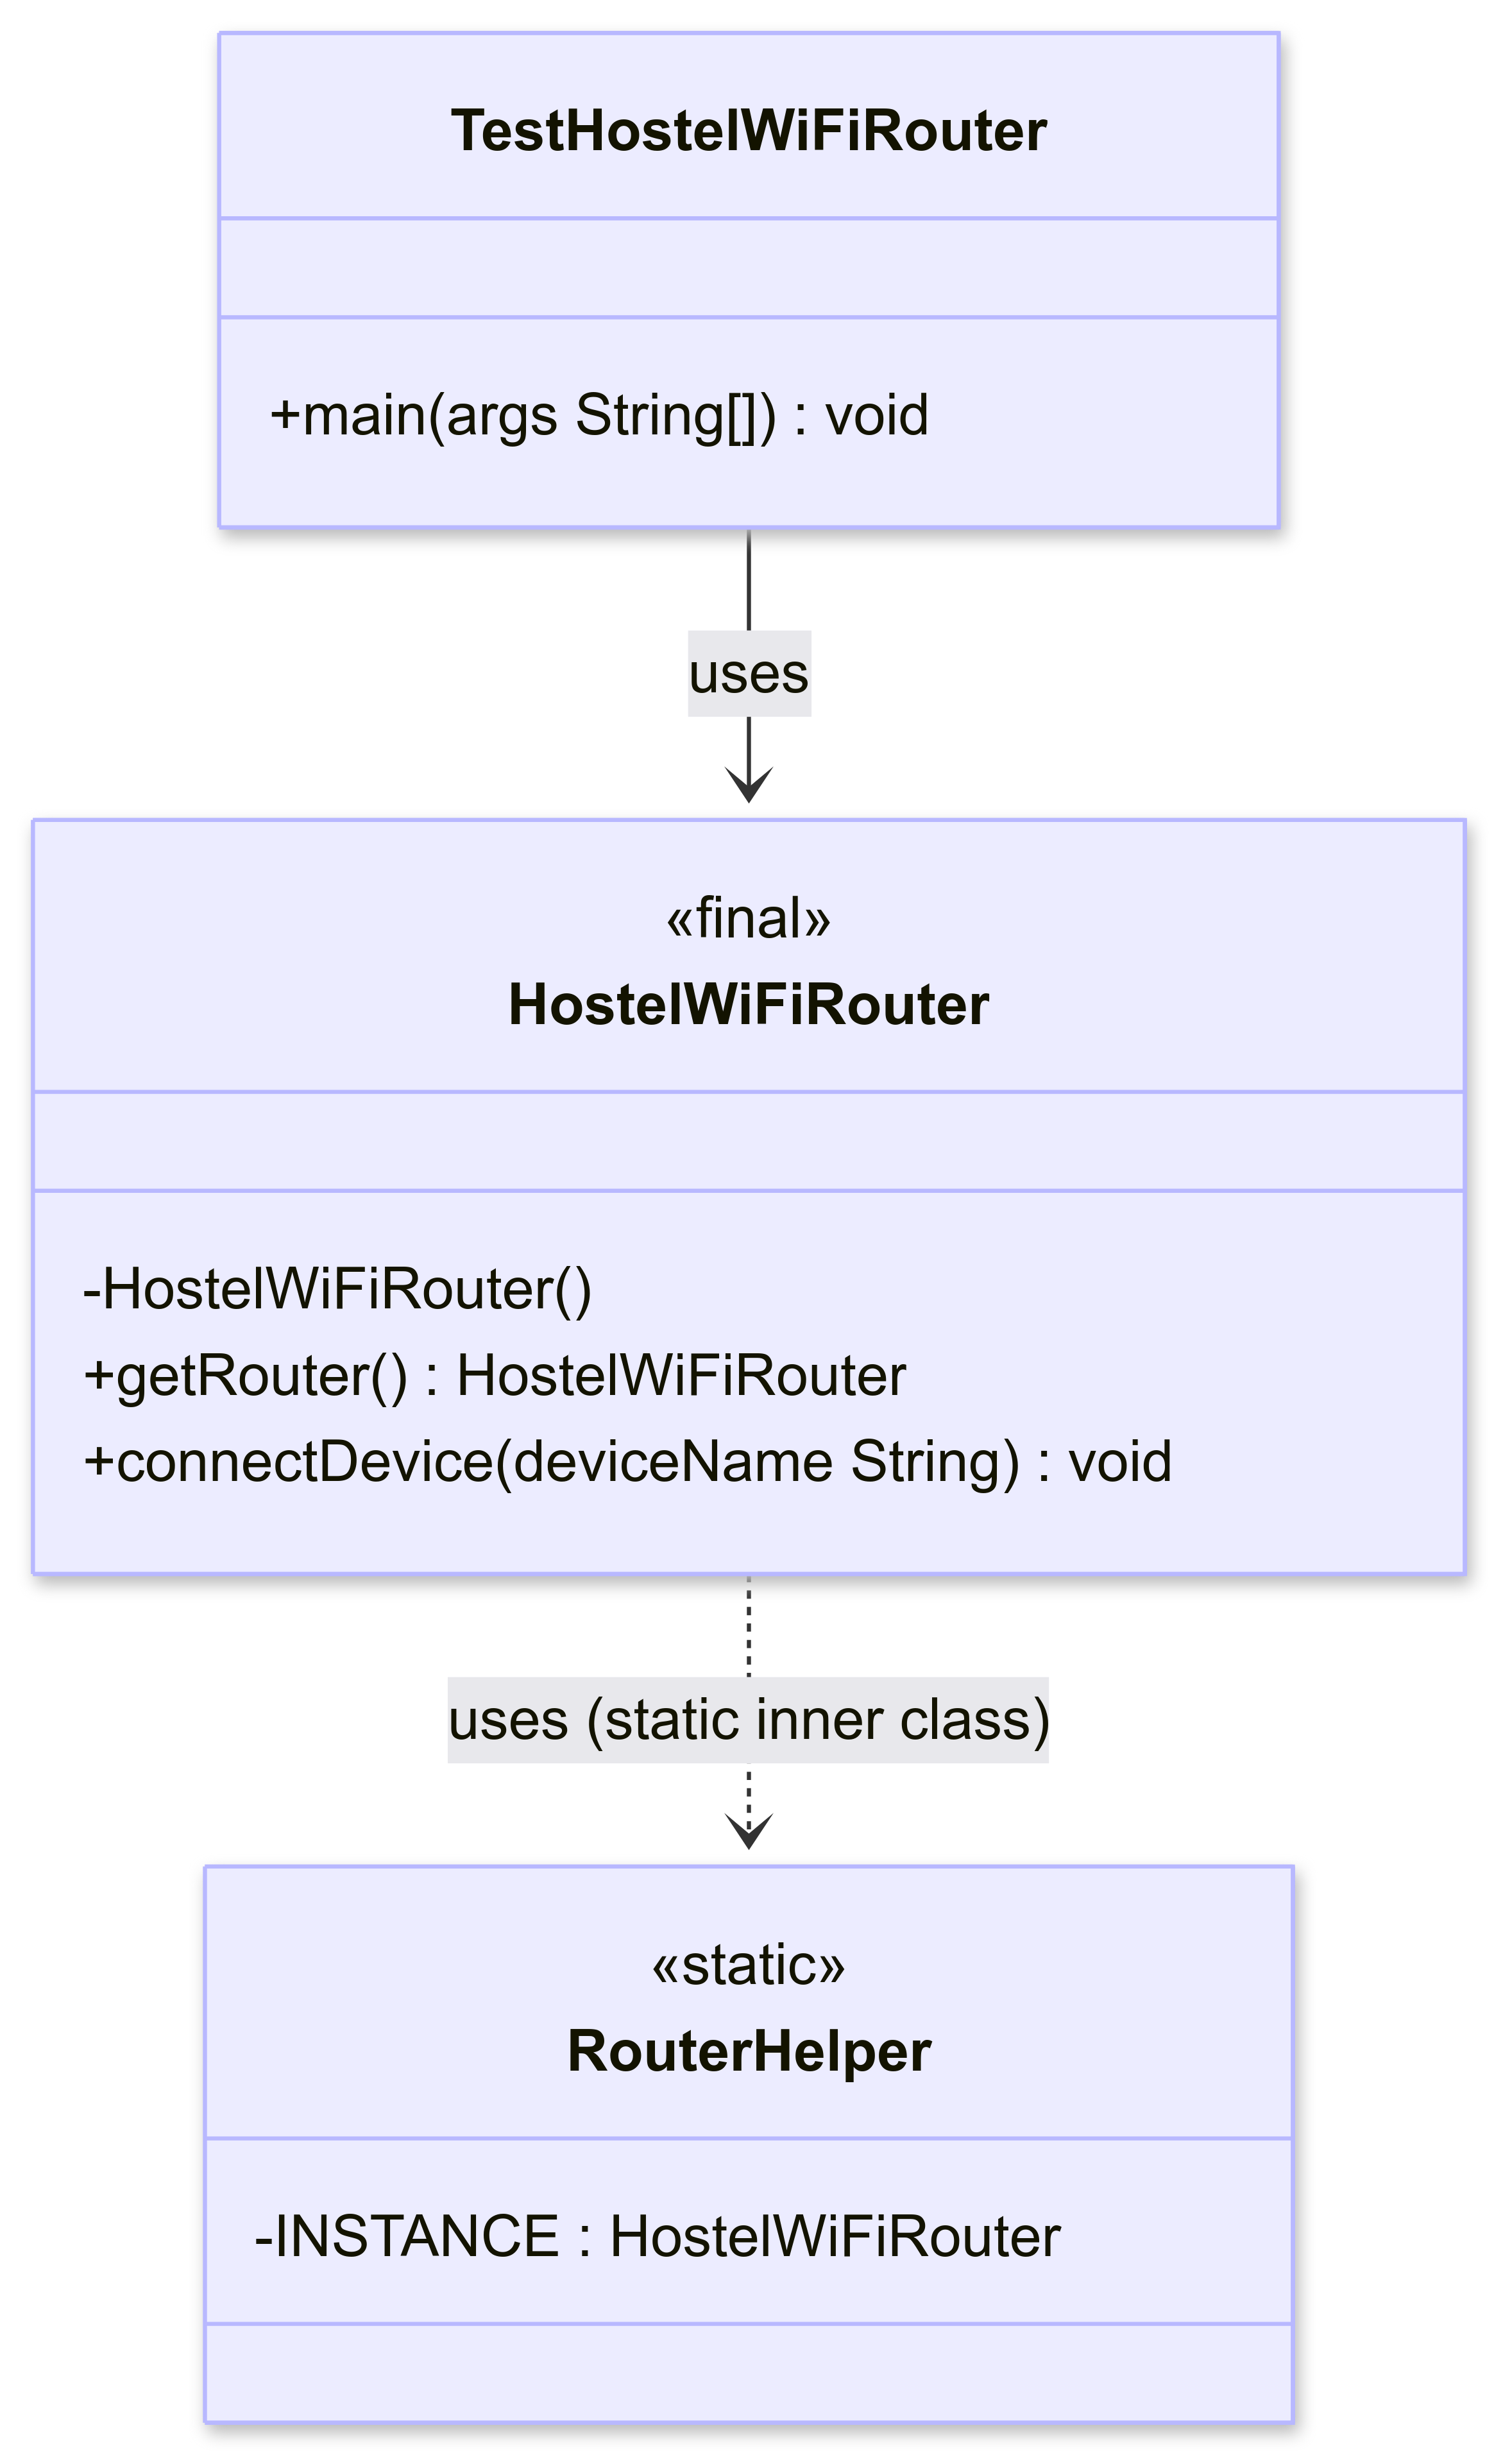 TestHostelWiFiRouter
+main(args String[]) : void
uses
«final»
HostelWiFiRouter
-HostelWiFiRouter()
+getRouter() : HostelWiFiRouter
+connectDevice(deviceName String) : void
uses (static inner class)
«static»
RouterHelper
-INSTANCE : HostelWiFiRouter